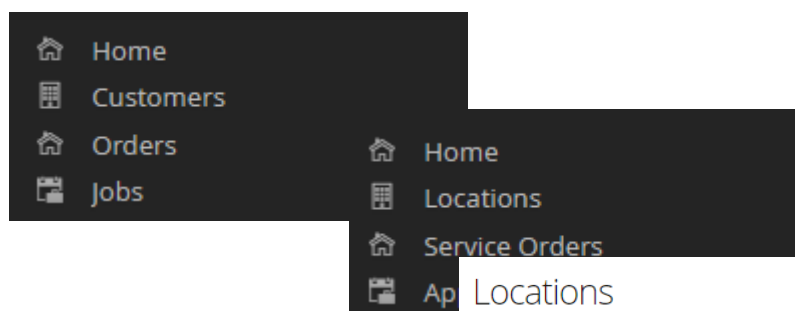 Home
Customers
Orders
Jobs
Home
Locations
Service Orders
Ap
Locations